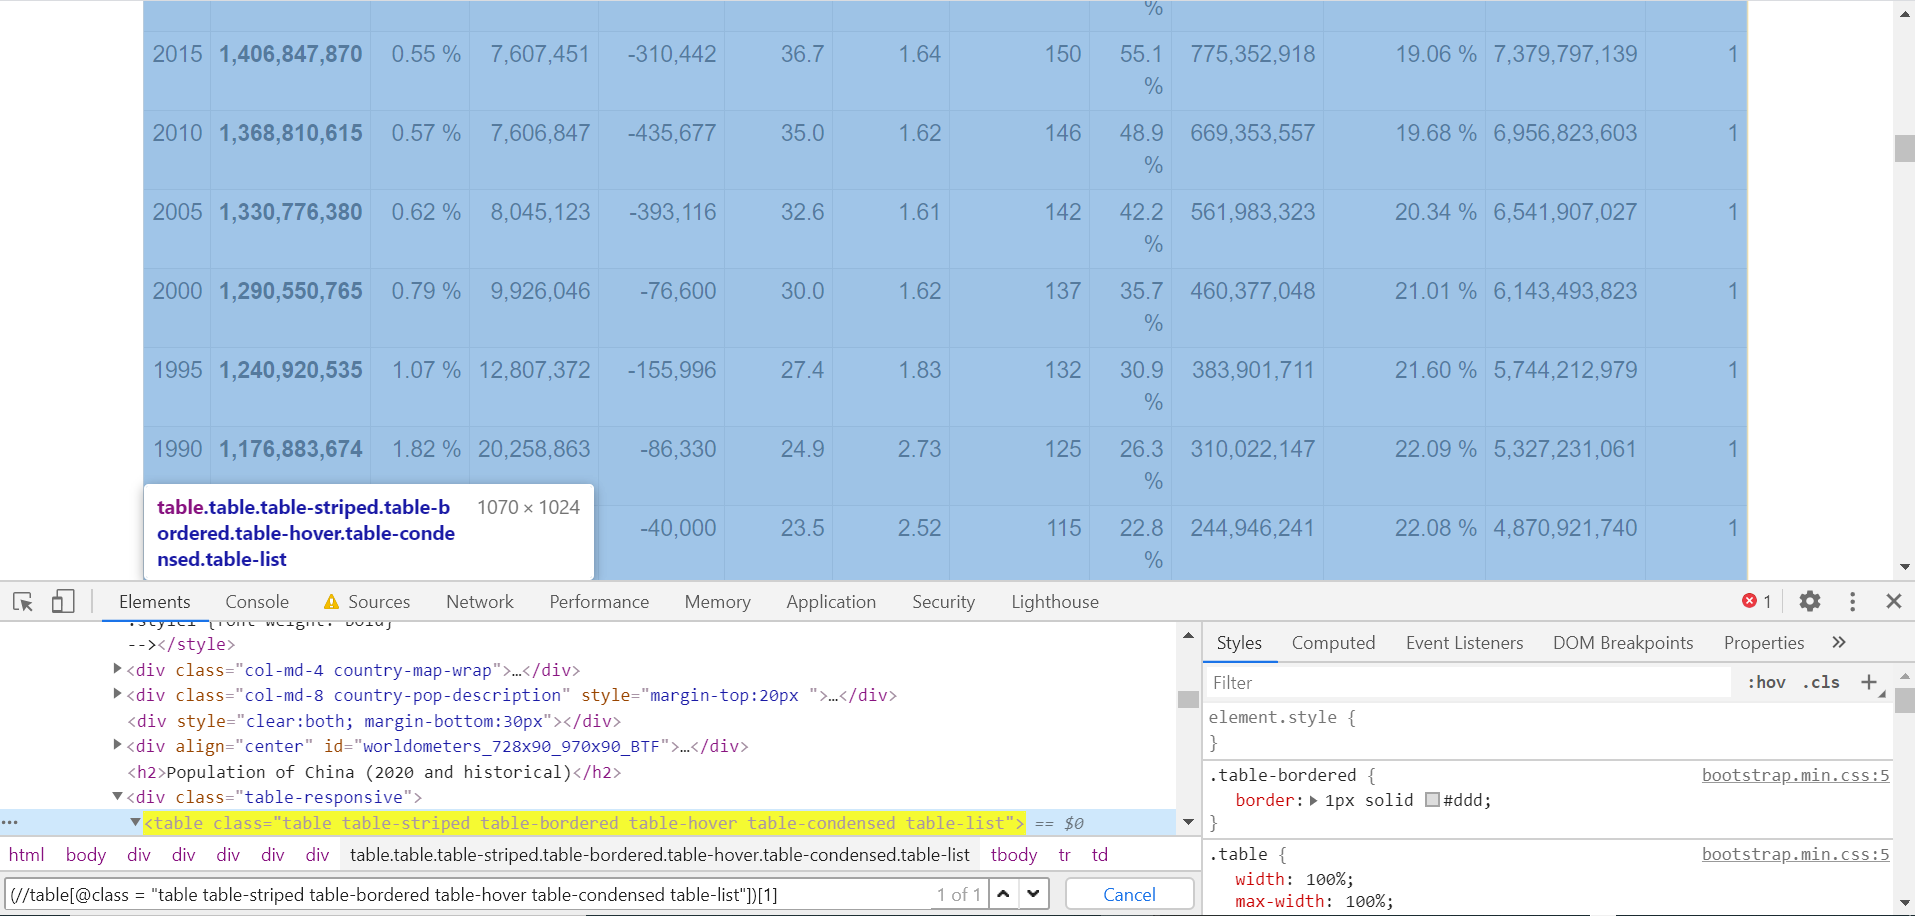 %
2015 1,406,847,870 0.55 % 7,607,451 -310,442 36.7 1.64 150 55.1 775,352,918 19.06 % 7,379,797,139 1
%
2010 1,368,810,615 0.57 % 7,606,847 -435,677 35.0 1.62 146 48.9 669,353,557 19.68 % 6,956,823,603 1
%
2005 1,330,776,380 0.62 % 8,045,123 -393,116 32.6 1.61 142 42.2 561,983,323 20.34 % 6,541,907,027 1
%
2000 1,290,550,765 0.79 % 9,926,046 -76,600 30.0 1.62 137 35.7 460,377,048 21.01 % 6,143,493,823 1
%
1995 1,240,920,535 1.07 % 12,807,372 -155,996 27.4 1.83 132 30.9 383,901,711 21.60 % 5,744,212,979 1
%
1990 1,176,883,674 1.82 % 20,258,863 -86,330 24.9 2.73 125 26.3 310,022,147 22.09 % 5,327,231,061 1
%
table.table.table-striped.table-b 1070 × 1024
ordered.table-hover.table-conde
nsed.table-list
-40,000 23.5 2.52 115 22.8 244,946,241 22.08 % 4,870,921,740 1
%
Elements Console Sources Network Performance Memory Application Security Lighthouse 1
.style1 {font-weight: bold}
--></style>
<div class="col-md-4 country-map-wrap">…</div>
<div class="col-md-8 country-pop-description" style="margin-top:20px ">…</div>
<div style="clear:both; margin-bottom:30px"></div>
<div align="center" id="worldometers_728x90_970x90_BTF">…</div>
<h2>Population of China (2020 and historical)</h2>
<div class="table-responsive">
<table class="table table-striped table-bordered table-hover table-condensed table-list"> == $0
html body div div div div div table.table.table-striped.table-bordered.table-hover.table-condensed.table-list tbody tr td
(//table[@class = "table table-striped table-bordered table-hover table-condensed table-list"])[1] 1 of 1 Cancel
Styles Computed Event Listeners DOM Breakpoints Properties »
Filter :hov .cls +
element.style {
}
.table-bordered { bootstrap.min.css:5
border: 1px solid #ddd;
}
.table { bootstrap.min.css:5
width: 100%;
max-width: 100%;